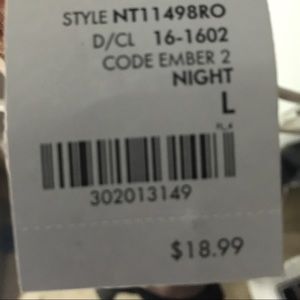 STYLE NT11498RO
D/CL 16-1602
CODE EMBER 2
NIGHT
L
302013149
$18.99